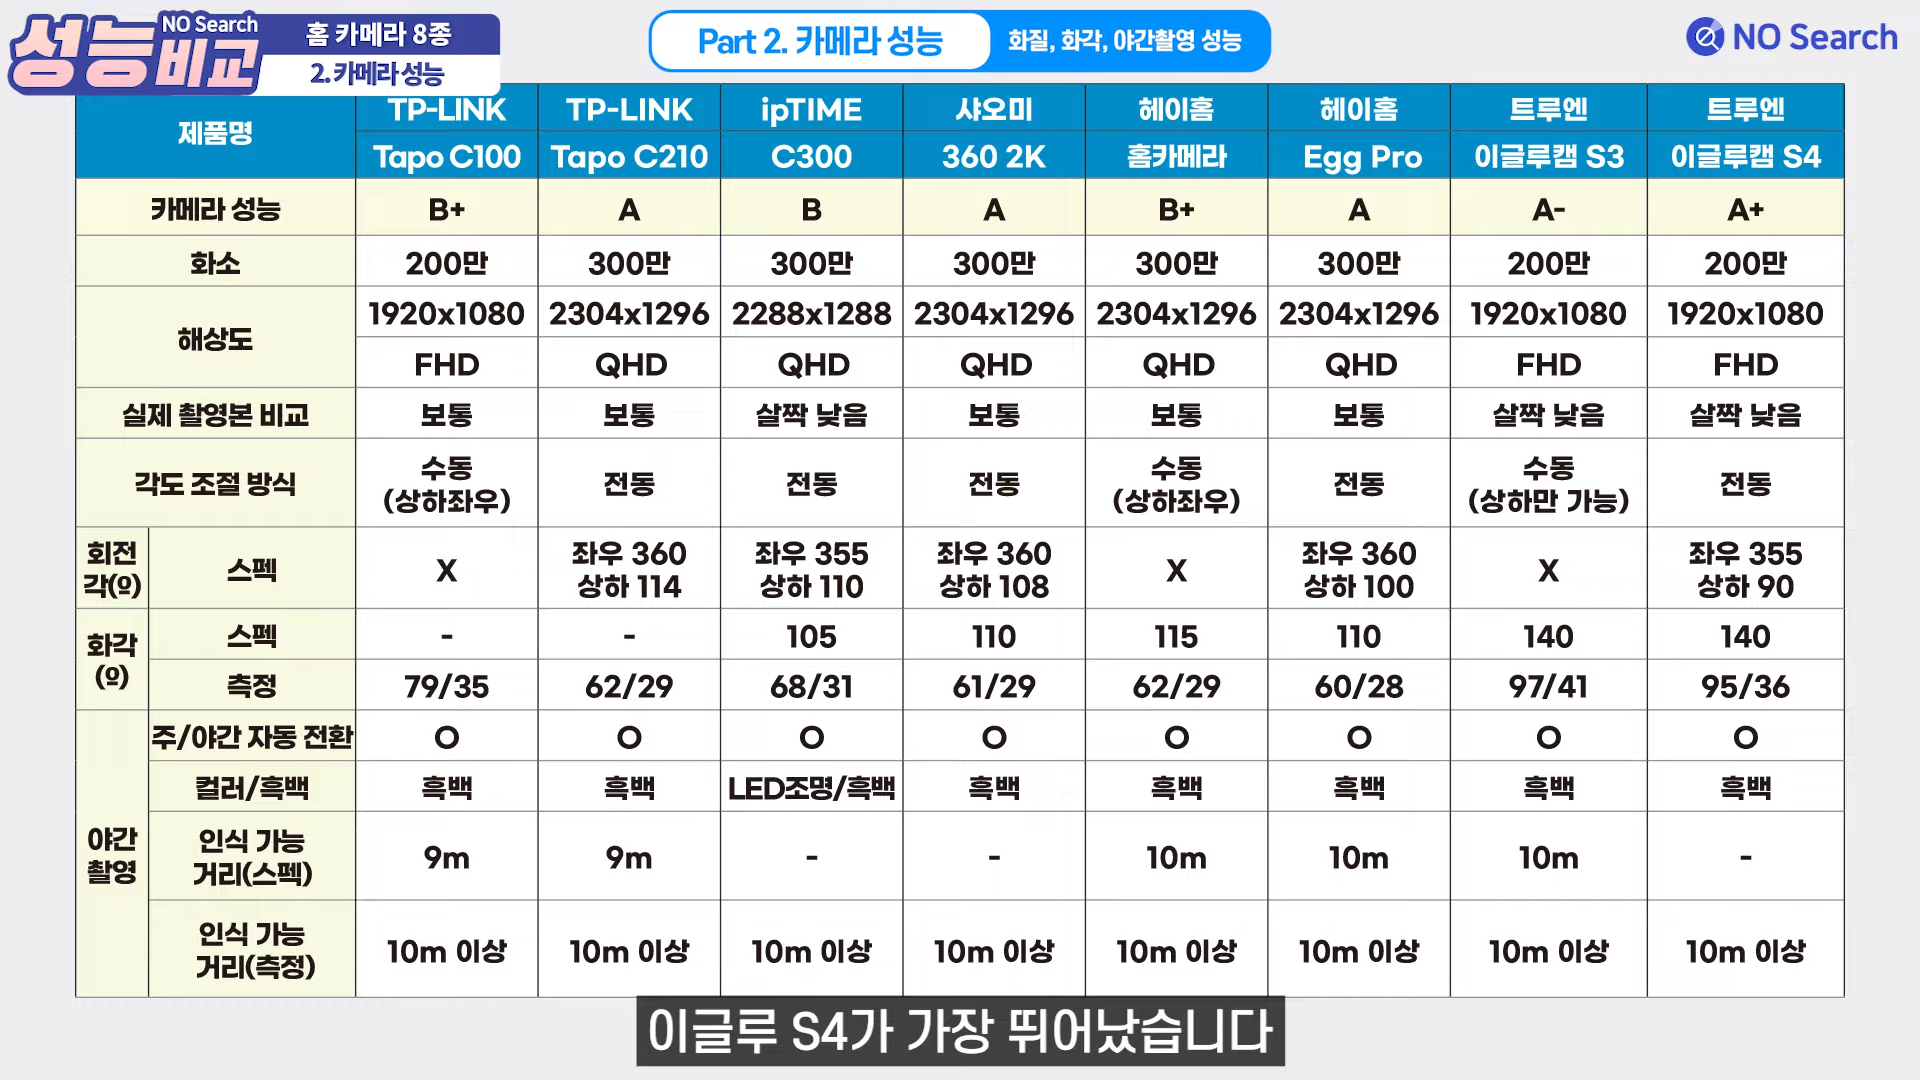 성능비교
NO Search
홈 카메라 8종
2.카메라 성능
Part 2. 카메라 성능
화질, 화각, 야간촬영 성능
NO Search
제품명 TP-LINK TP-LINK ipTIME 샤오미 헤이홈 헤이홈 트루엔 트루엔
Tapo C100 Tapo C210 C300 360 2K 홈카메라 Egg Pro 이글루캠 S3 이글루캠 S4
카메라 성능 B+ A B A B+ A A- A+
화소 200만 300만 300만 300만 300만 300만 200만 200만
해상도 1920x1080 2304x1296 2288x1288 2304x1296 2304x1296 2304x1296 1920x1080 1920x1080
FHD QHD QHD QHD QHD QHD FHD FHD
실제 촬영본 비교 보통 보통 살짝 낮음 보통 보통 보통 살짝 낮음 살짝 낮음
각도 조절 방식 수동 (상하좌우) 전동 전동 전동 수동 (상하좌우) 전동 수동 (상하만 가능) 전동
회전각(º) 스펙 X 좌우 360 상하 114 좌우 355 상하 110 좌우 360 상하 108 X 좌우 360 상하 100 X 좌우 355 상하 90
화각(º) 스펙 - - 105 110 115 110 140 140
측정 79/35 62/29 68/31 61/29 62/29 60/28 97/41 95/36
야간촬영 주/야간 자동 전환 O O O O O O O O
컬러/흑백 흑백 흑백 LED조명/흑백 흑백 흑백 흑백 흑백 흑백
인식 가능 거리(스펙) 9m 9m - - 10m 10m 10m -
인식 가능 거리(측정) 10m 이상 10m 이상 10m 이상 10m 이상 10m 이상 10m 이상 10m 이상 10m 이상
이글루 S4가 가장 뛰어났습니다